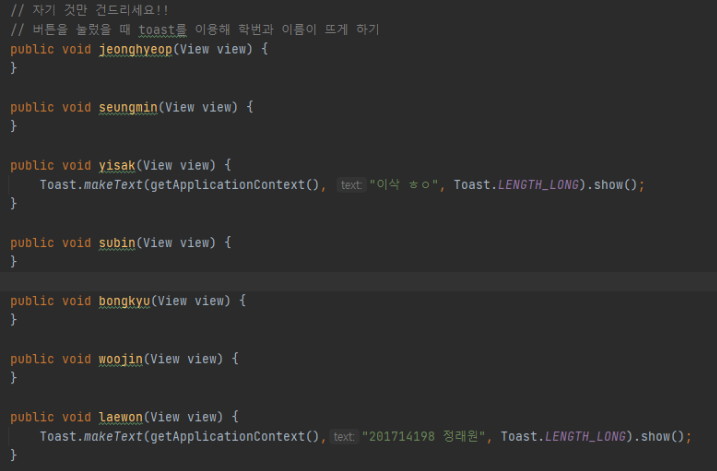 // 자기 것만 건드리세요!!
// 버튼을 눌렀을 때 toast를 이용해 학번과 이름이 뜨게 하기
public void jeonghyeop(View view) {
}
public void seungmin(View view) {
}
public void yisak(View view) {
Toast.makeText(getApplicationContext(), text: "이삭 ㅎㅇ", Toast.LENGTH_LONG).show();
}
public void subin(View view) {
}
public void bongkyu(View view) {
}
public void woojin(View view) {
}
public void laewon(View view) {
Toast.makeText(getApplicationContext(), text: "201714198 정래원", Toast.LENGTH_LONG).show();
}